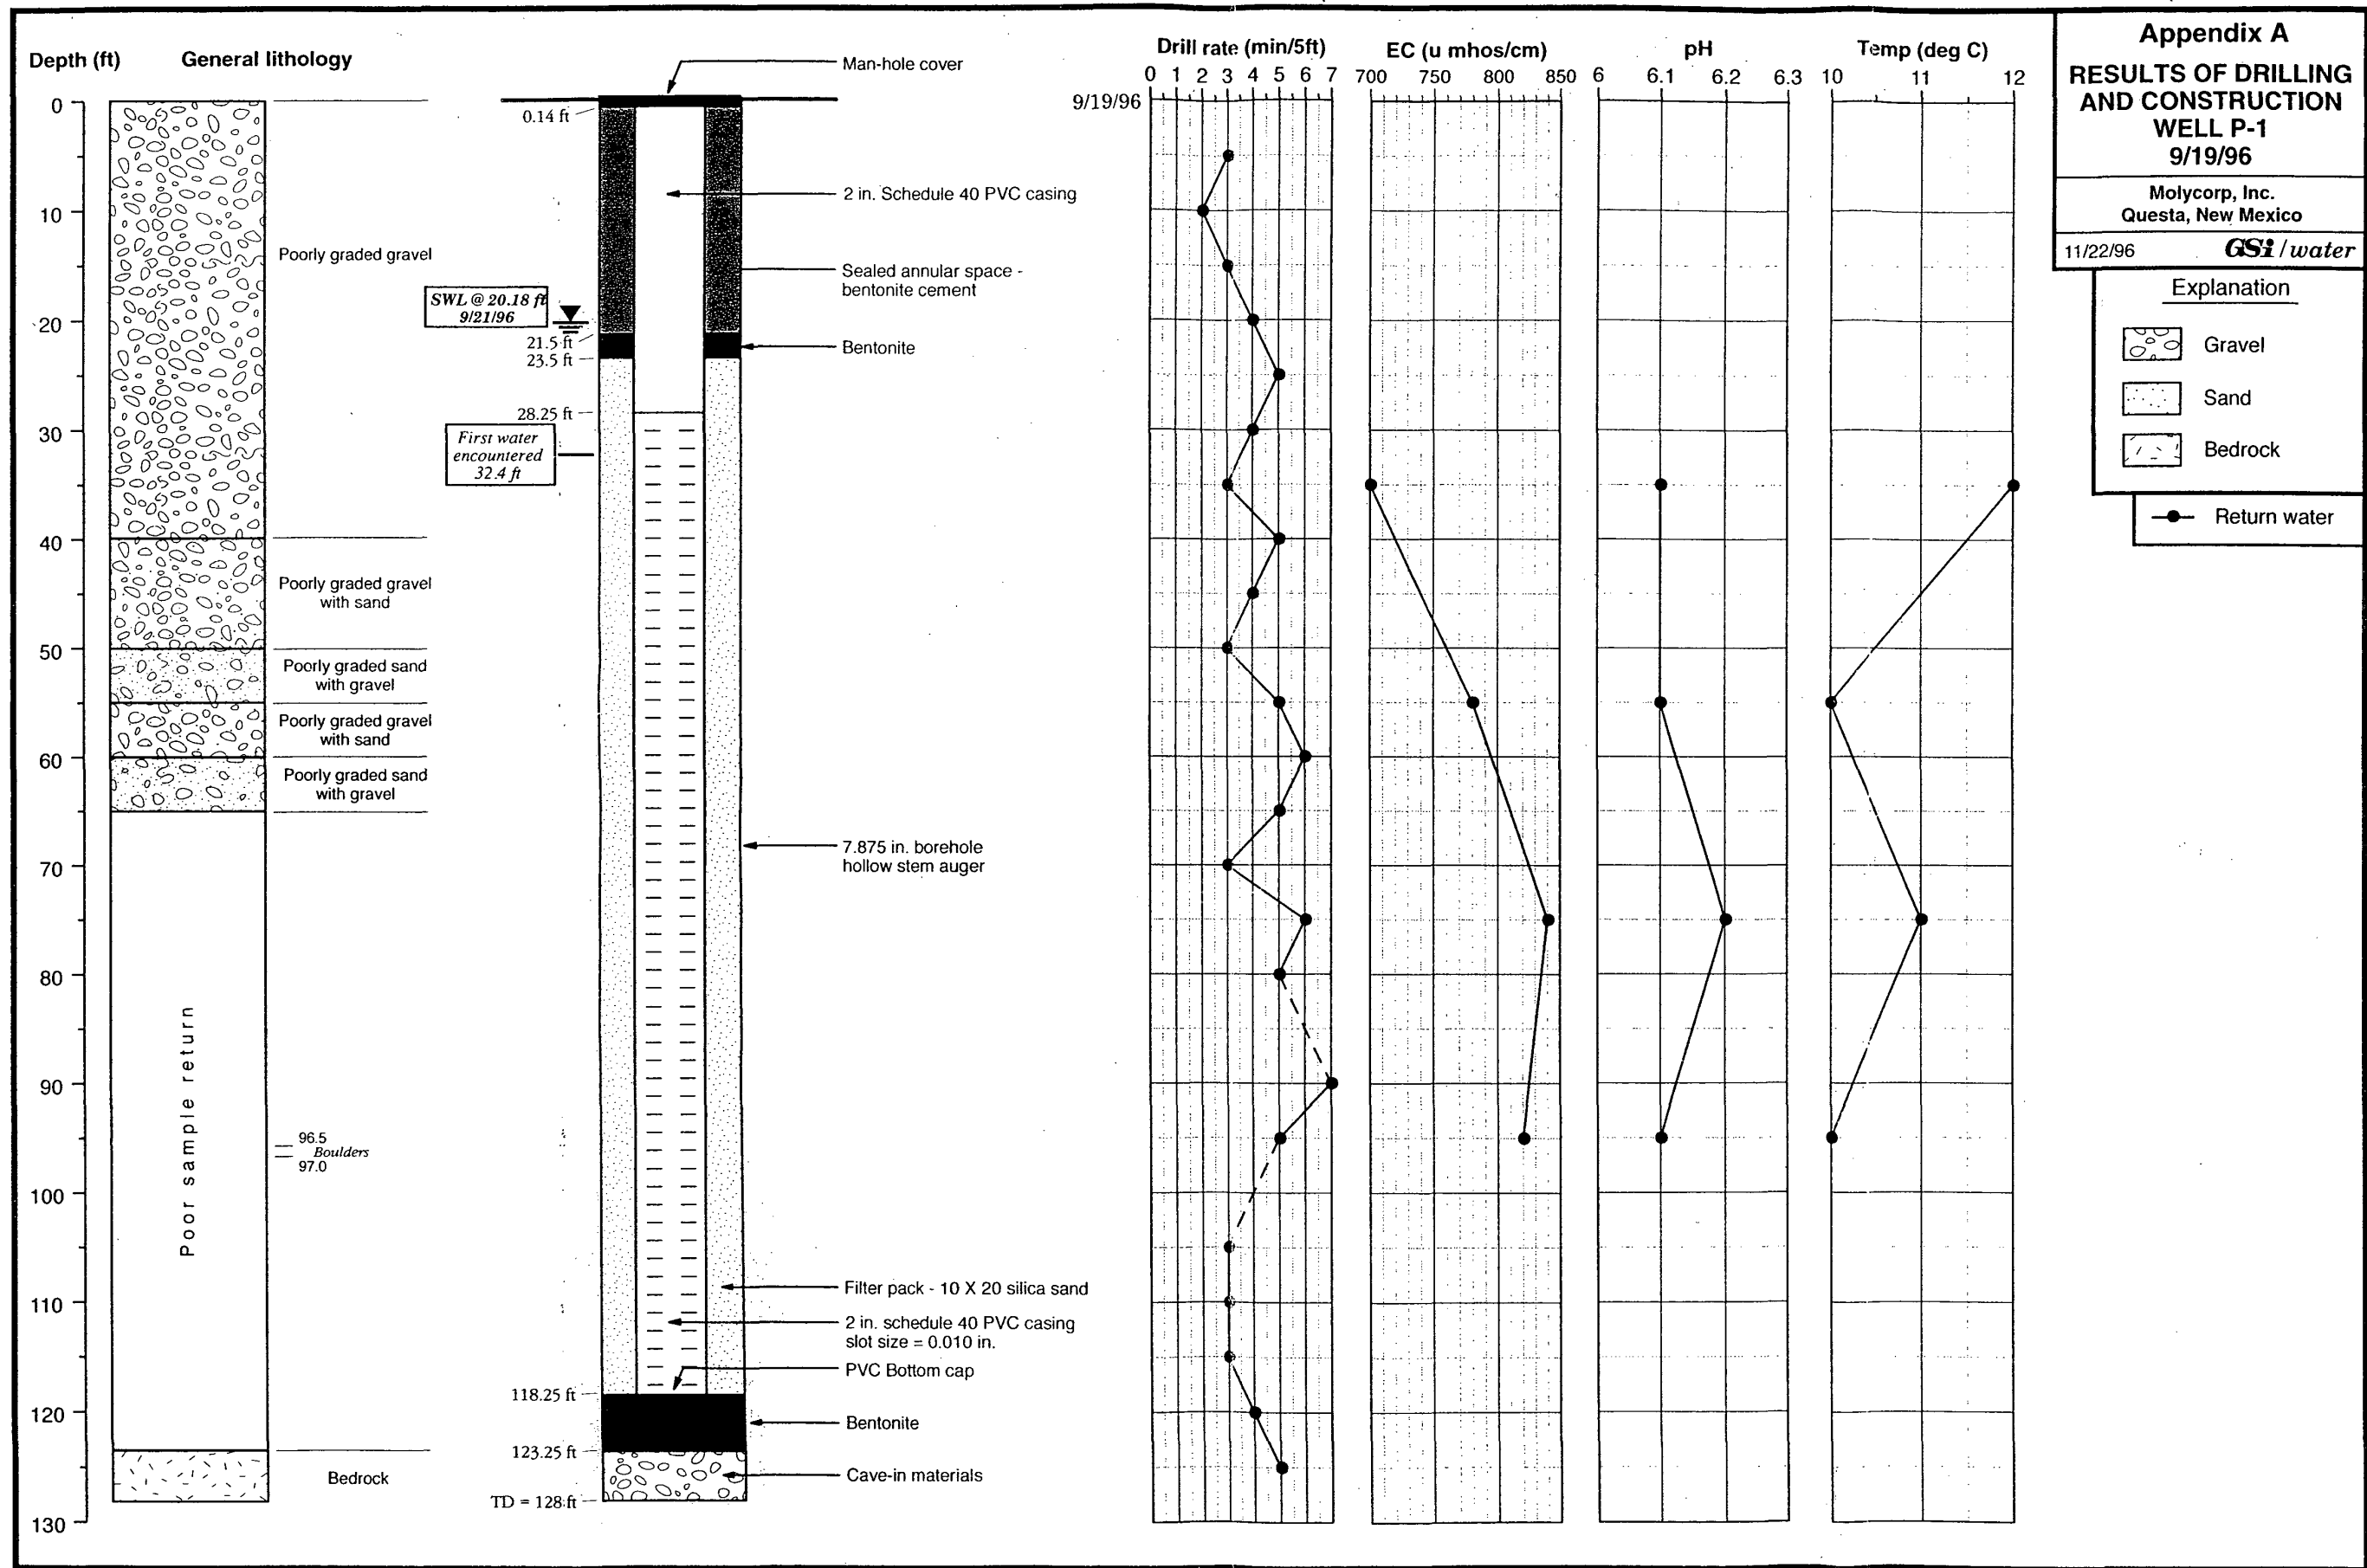 Appendix A
RESULTS OF DRILLING
AND CONSTRUCTION
WELL P-1
9/19/96
Molycorp, Inc.
Questa, New Mexico
11/22/96 GSi / water
Explanation
Gravel
Sand
Bedrock
Return water
Depth (ft)
0
10
20
30
40
50
60
70
80
90
100
110
120
130
General lithology
Poorly graded gravel
Poorly graded gravel
with sand
Poorly graded sand
with gravel
Poorly graded gravel
with sand
Poorly graded sand
with gravel
Poor sample return
96.5
Boulders
97.0
Bedrock
0.14 ft
SWL @ 20.18 ft
9/21/96
21.5 ft
23.5 ft
28.25 ft
First water
encountered
32.4 ft
118.25 ft
123.25 ft
TD = 128 ft
Man-hole cover
2 in. Schedule 40 PVC casing
Sealed annular space -
bentonite cement
Bentonite
7.875 in. borehole
hollow stem auger
Filter pack - 10 X 20 silica sand
2 in. schedule 40 PVC casing
slot size = 0.010 in.
PVC Bottom cap
Bentonite
Cave-in materials
Drill rate (min/5ft)
0 1 2 3 4 5 6 7
9/19/96
EC (u mhos/cm)
700 750 800 850
pH
6 6.1 6.2 6.3
Temp (deg C)
10 11 12